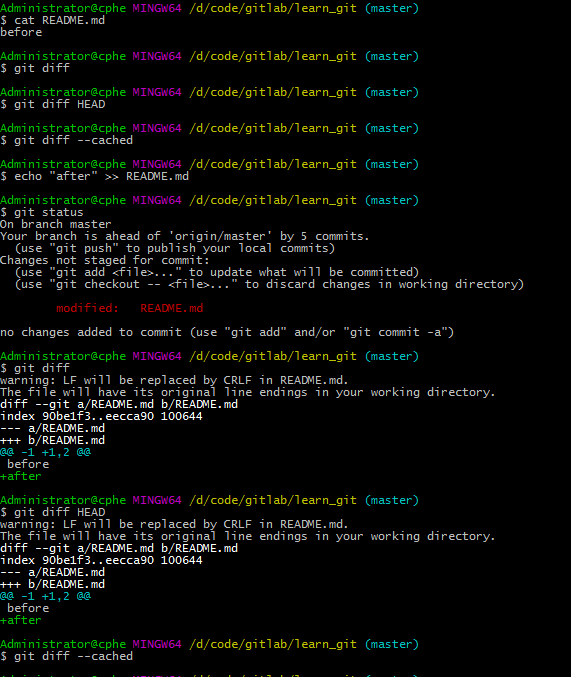 Administrator@cphe MINGW64 /d/code/gitlab/learn_git (master)
$ cat README.md
before
Administrator@cphe MINGW64 /d/code/gitlab/learn_git (master)
$ git diff
Administrator@cphe MINGW64 /d/code/gitlab/learn_git (master)
$ git diff HEAD
Administrator@cphe MINGW64 /d/code/gitlab/learn_git (master)
$ git diff --cached
Administrator@cphe MINGW64 /d/code/gitlab/learn_git (master)
$ echo "after" >> README.md
Administrator@cphe MINGW64 /d/code/gitlab/learn_git (master)
$ git status
On branch master
Your branch is ahead of 'origin/master' by 5 commits.
  (use "git push" to publish your local commits)
Changes not staged for commit:
  (use "git add <file>..." to update what will be committed)
  (use "git checkout -- <file>..." to discard changes in working directory)
        modified:   README.md
no changes added to commit (use "git add" and/or "git commit -a")
Administrator@cphe MINGW64 /d/code/gitlab/learn_git (master)
$ git diff
warning: LF will be replaced by CRLF in README.md.
The file will have its original line endings in your working directory.
diff --git a/README.md b/README.md
index 90be1f3..eecca90 100644
--- a/README.md
+++ b/README.md
@@ -1 +1,2 @@
 before
+after
Administrator@cphe MINGW64 /d/code/gitlab/learn_git (master)
$ git diff HEAD
warning: LF will be replaced by CRLF in README.md.
The file will have its original line endings in your working directory.
diff --git a/README.md b/README.md
index 90be1f3..eecca90 100644
--- a/README.md
+++ b/README.md
@@ -1 +1,2 @@
 before
+after
Administrator@cphe MINGW64 /d/code/gitlab/learn_git (master)
$ git diff --cached